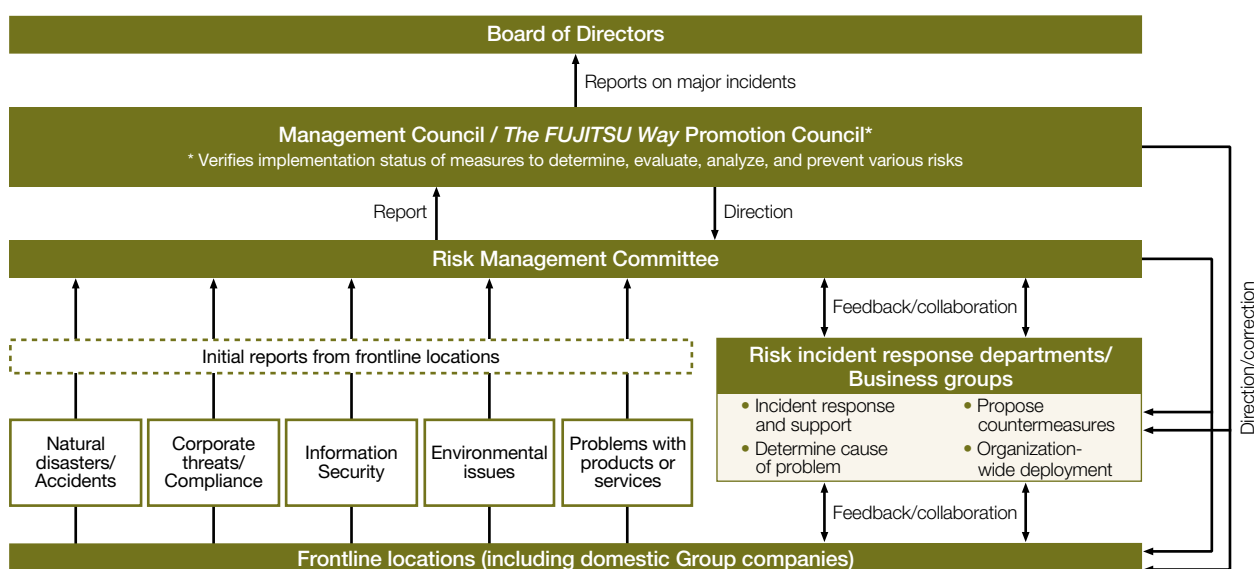 Board of Directors
Reports on major incidents
Management Council / The FUJITSU Way Promotion Council*
* Verifies implementation status of measures to determine, evaluate, analyze, and prevent various risks
Report
Direction
Risk Management Committee
Feedback/collaboration
Initial reports from frontline locations
Risk incident response departments/
Business groups
• Incident response
and support
• Determine cause
of problem
• Propose
countermeasures
• Organization-
wide deployment
Natural
disasters/
Accidents
Corporate
threats/
Compliance
Information
Security
Environmental
issues
Problems with
products or
services
Feedback/collaboration
Frontline locations (including domestic Group companies)
Direction/correction